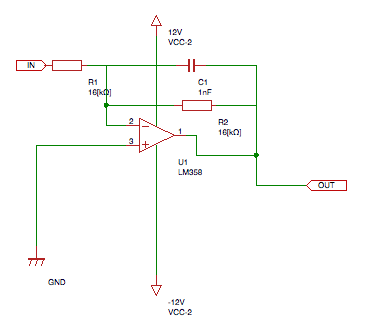 12V
VCC-2
IN
R1
16[kΩ]
C1
1nF
R2
16[kΩ]
2
3
1
U1
LM358
OUT
GND
-12V
VCC-2